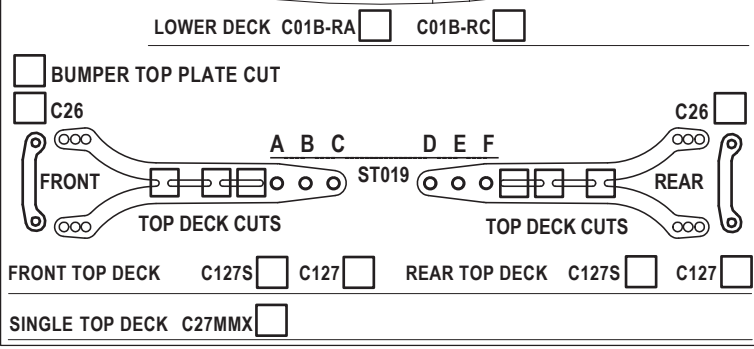 LOWER DECK C01B-RA C01B-RC
BUMPER TOP PLATE CUT
C26 C26
A B C D E F
FRONT ST019 REAR
TOP DECK CUTS TOP DECK CUTS
FRONT TOP DECK C127S C127 REAR TOP DECK C127S C127
SINGLE TOP DECK C27MMX